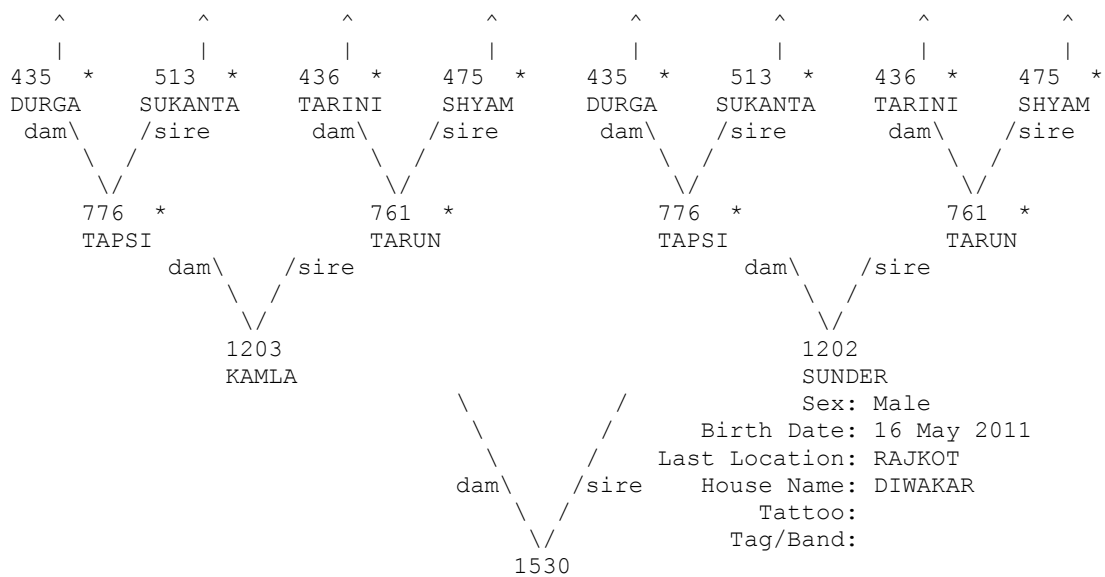 ^ ^ ^ ^ ^ ^ ^ ^
| | | | | | | |
435 * 513 * 436 * 475 * 435 * 513 * 436 * 475 *
DURGA SUKANTA TARINI SHYAM DURGA SUKANTA TARINI SHYAM
dam\ /sire dam\ /sire dam\ /sire dam\ /sire
\ / \ / \ / \ /
\/ \/ \/ \/
776 * 761 * 776 * 761 *
TAPSI TARUN TAPSI TARUN
dam\ /sire dam\ /sire
\ / \ /
\/ \/
1203 1202
KAMLA SUNDER
\ / Sex: Male
\ / Birth Date: 16 May 2011
\ / Last Location: RAJKOT
dam\ /sire House Name: DIWAKAR
\ / Tattoo:
\/ Tag/Band:
1530